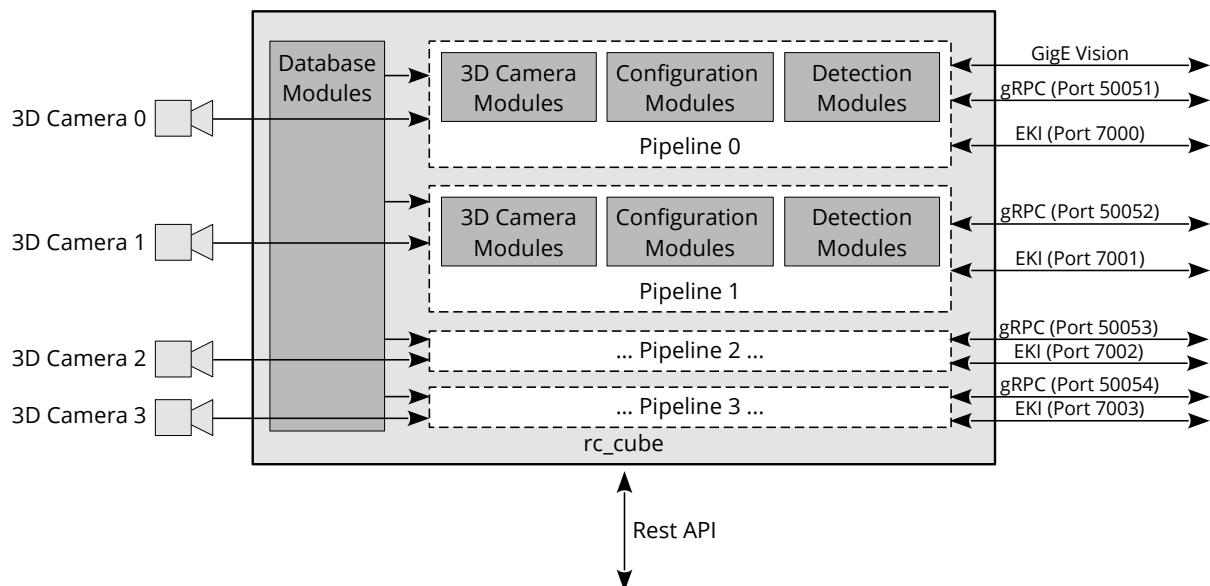 Database
Modules
3D Camera
Modules
Configuration
Modules
Detection
Modules
Pipeline 0
GigE Vision
gRPC (Port 50051)
EKI (Port 7000)
3D Camera 0
3D Camera
Modules
Configuration
Modules
Detection
Modules
Pipeline 1
gRPC (Port 50052)
EKI (Port 7001)
3D Camera 1
... Pipeline 2 ...
gRPC (Port 50053)
EKI (Port 7002)
3D Camera 2
... Pipeline 3 ...
gRPC (Port 50054)
EKI (Port 7003)
3D Camera 3
rc_cube
Rest API